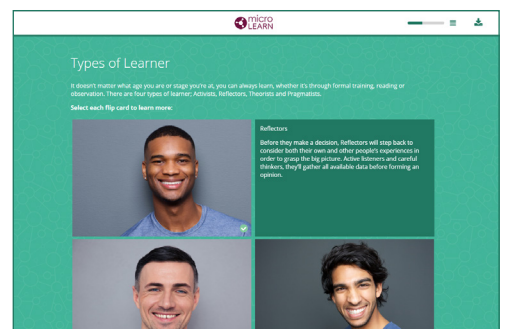 micro
LEARN
Types of Learner
It doesn't matter what age you are or stage you're at, you can always learn, whether it's through formal training, reading or
observation. There are four types of learner; Activists, Reflectors, Theorists and Pragmatists.
Select each flip card to learn more:
Reflectors
Before they make a decision, Reflectors will step back to
consider both their own and other people's experiences in
order to grasp the big picture. Active listeners and careful
thinkers, they'll gather all available data before forming an
opinion.